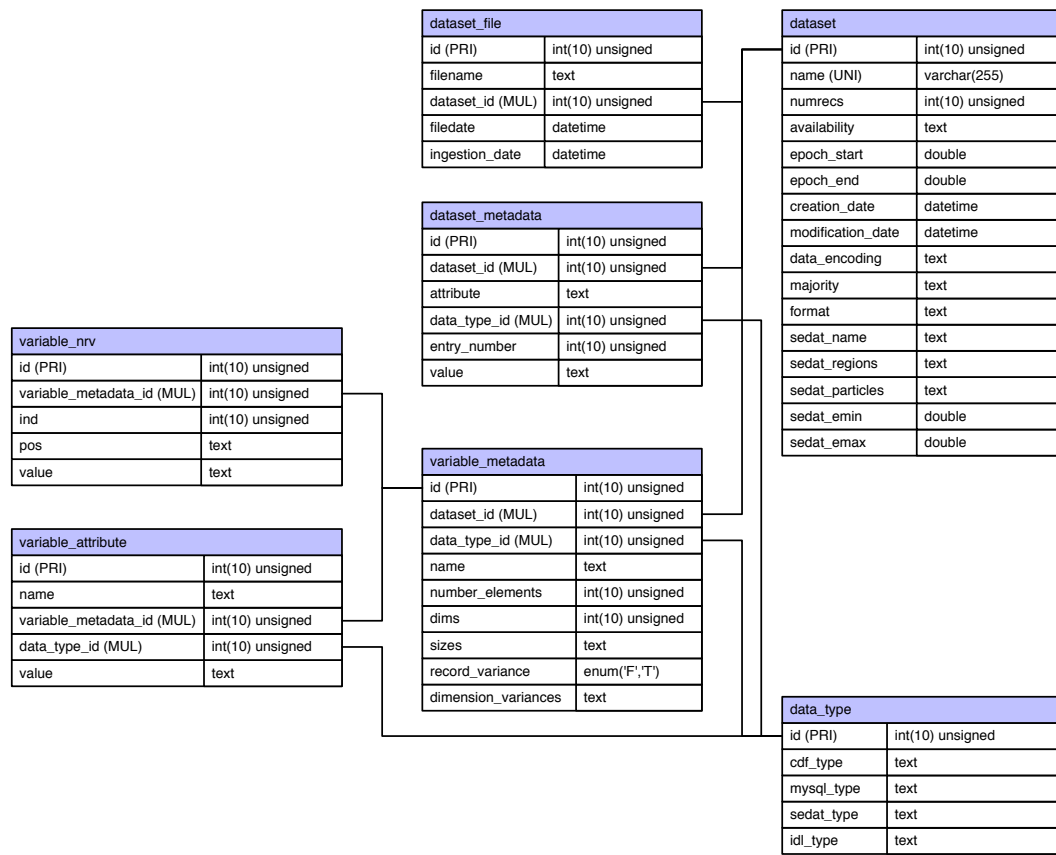 dataset_file
id (PRI) int(10) unsigned
filename text
dataset_id (MUL) int(10) unsigned
filedate datetime
ingestion_date datetime
dataset
id (PRI) int(10) unsigned
name (UNI) varchar(255)
numrecs int(10) unsigned
availability text
epoch_start double
epoch_end double
creation_date datetime
modification_date datetime
data_encoding text
majority text
format text
sedat_name text
sedat_regions text
sedat_particles text
sedat_emin double
sedat_emax double
dataset_metadata
id (PRI) int(10) unsigned
dataset_id (MUL) int(10) unsigned
attribute text
data_type_id (MUL) int(10) unsigned
entry_number int(10) unsigned
value text
variable_nrv
id (PRI) int(10) unsigned
variable_metadata_id (MUL) int(10) unsigned
ind int(10) unsigned
pos text
value text
variable_metadata
id (PRI) int(10) unsigned
dataset_id (MUL) int(10) unsigned
data_type_id (MUL) int(10) unsigned
name text
number_elements int(10) unsigned
dims int(10) unsigned
sizes text
record_variance enum('F','T')
dimension_variances text
variable_attribute
id (PRI) int(10) unsigned
name text
variable_metadata_id (MUL) int(10) unsigned
data_type_id (MUL) int(10) unsigned
value text
data_type
id (PRI) int(10) unsigned
cdf_type text
mysql_type text
sedat_type text
idl_type text